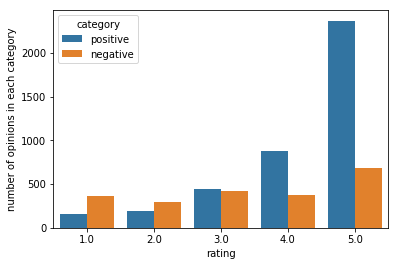 category
positive
negative
number of opinions in each category
2000
1500
1000
500
0
1.0 2.0 3.0 4.0 5.0
rating